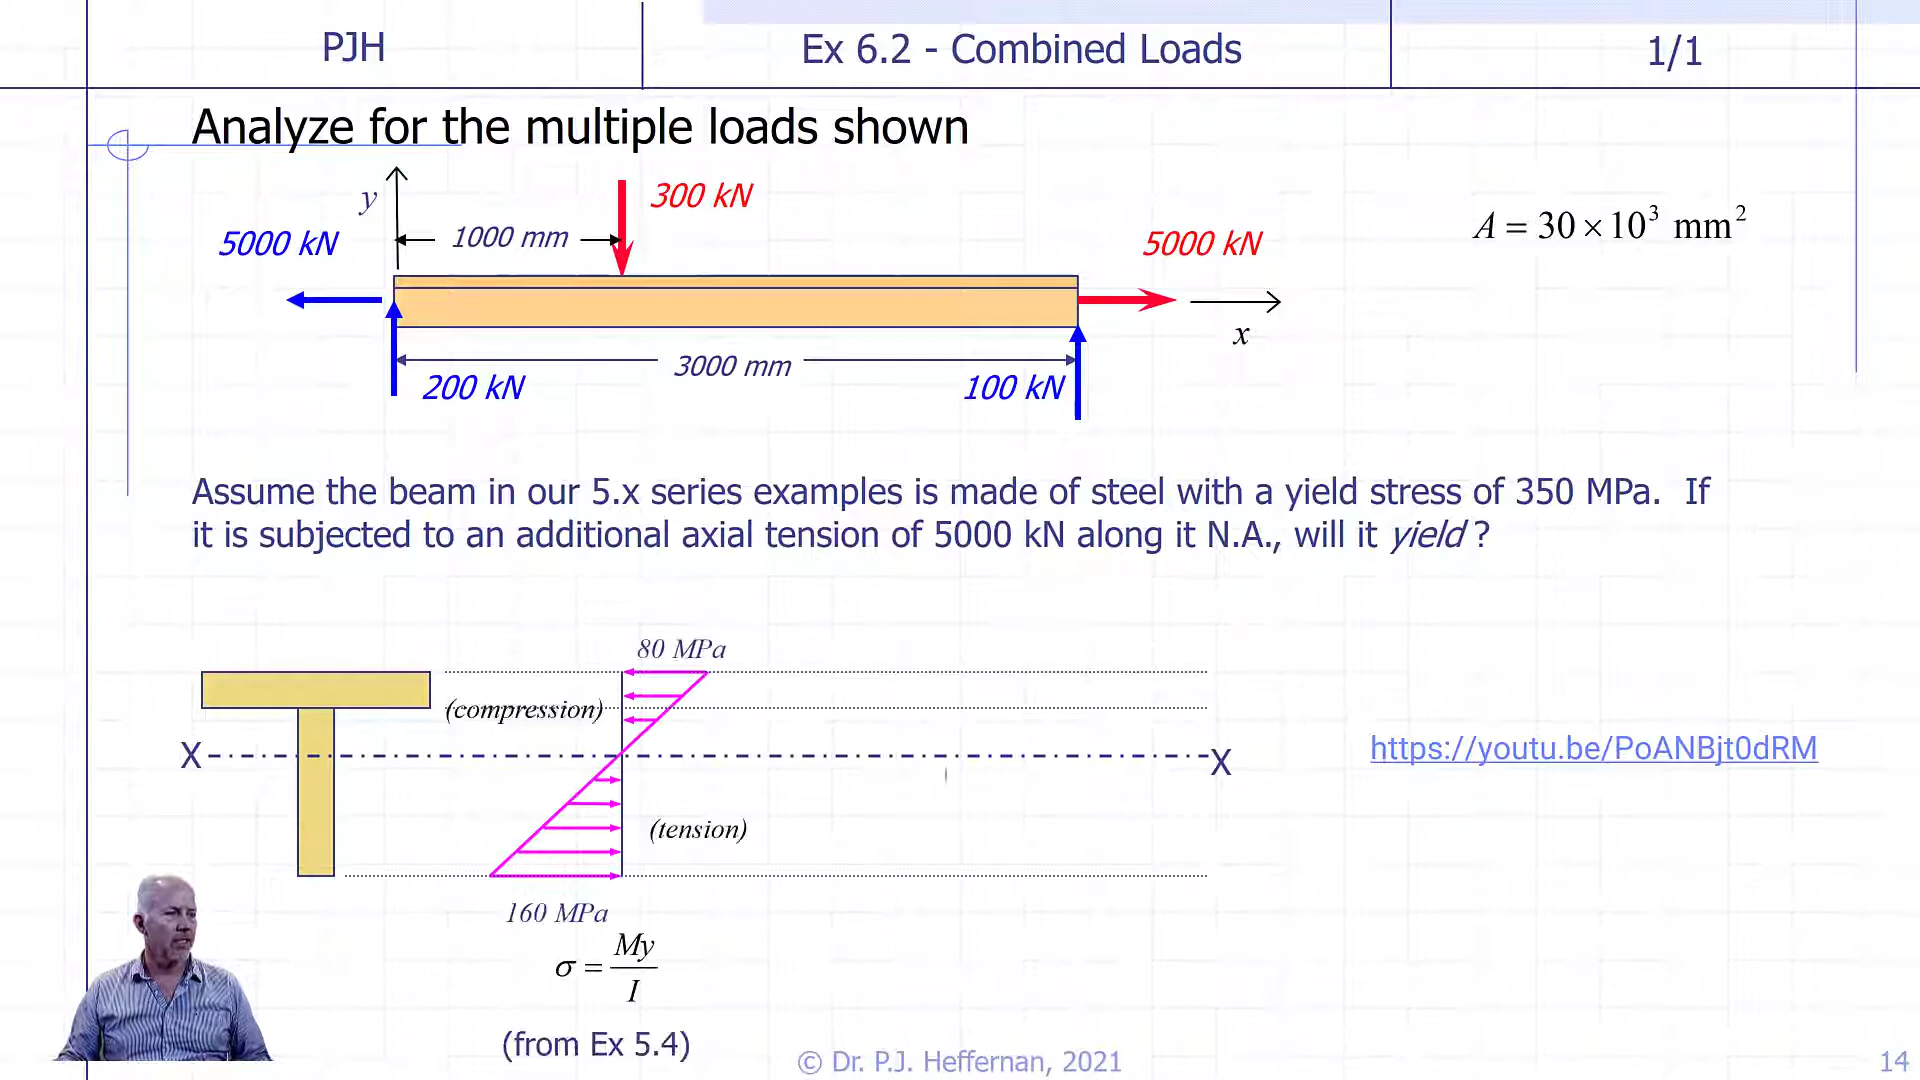 PJH
Ex 6.2 - Combined Loads
1/1
Analyze for the multiple loads shown
y
300 kN
5000 kN
1000 mm
5000 kN
A = 30 × 10³ mm²
x
3000 mm
200 kN
100 kN
Assume the beam in our 5.x series examples is made of steel with a yield stress of 350 MPa. If
it is subjected to an additional axial tension of 5000 kN along it N.A., will it yield ?
80 MPa
(compression)
X
X
https://youtu.be/PoANBjt0dRM
(tension)
160 MPa
σ = My / I
(from Ex 5.4)
© Dr. P.J. Heffernan, 2021
14